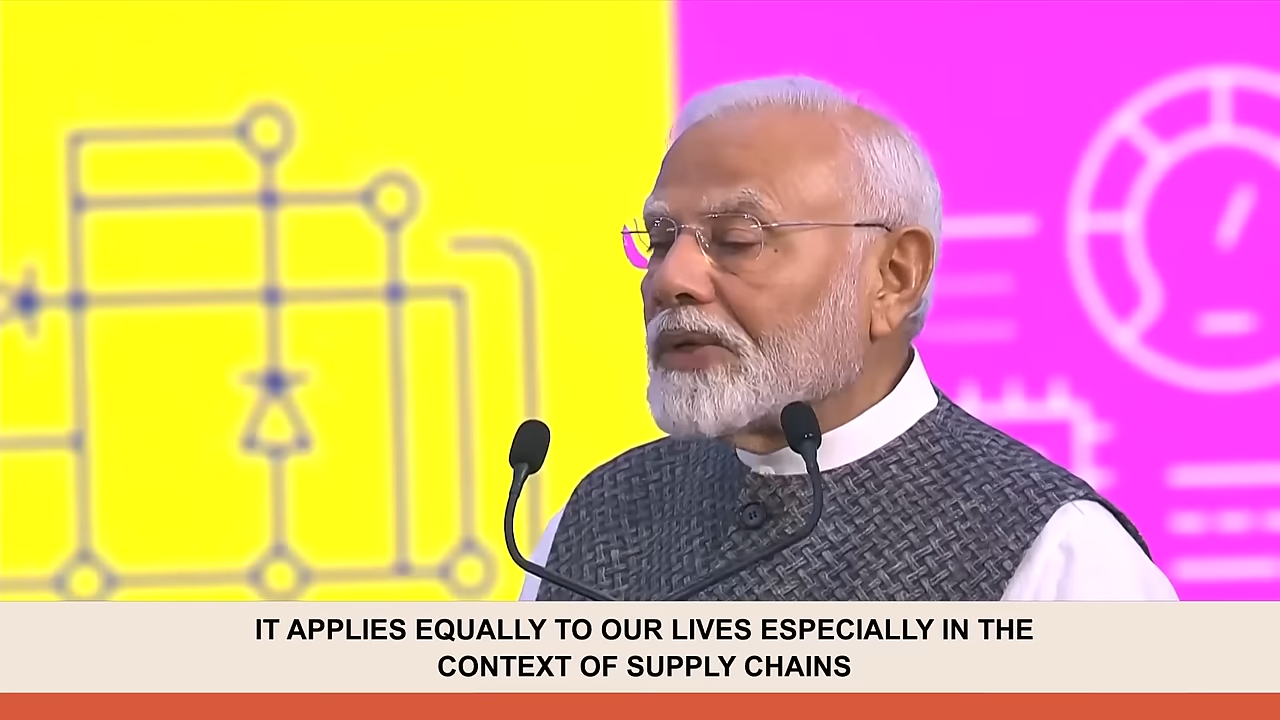 IT APPLIES EQUALLY TO OUR LIVES ESPECIALLY IN THE
CONTEXT OF SUPPLY CHAINS